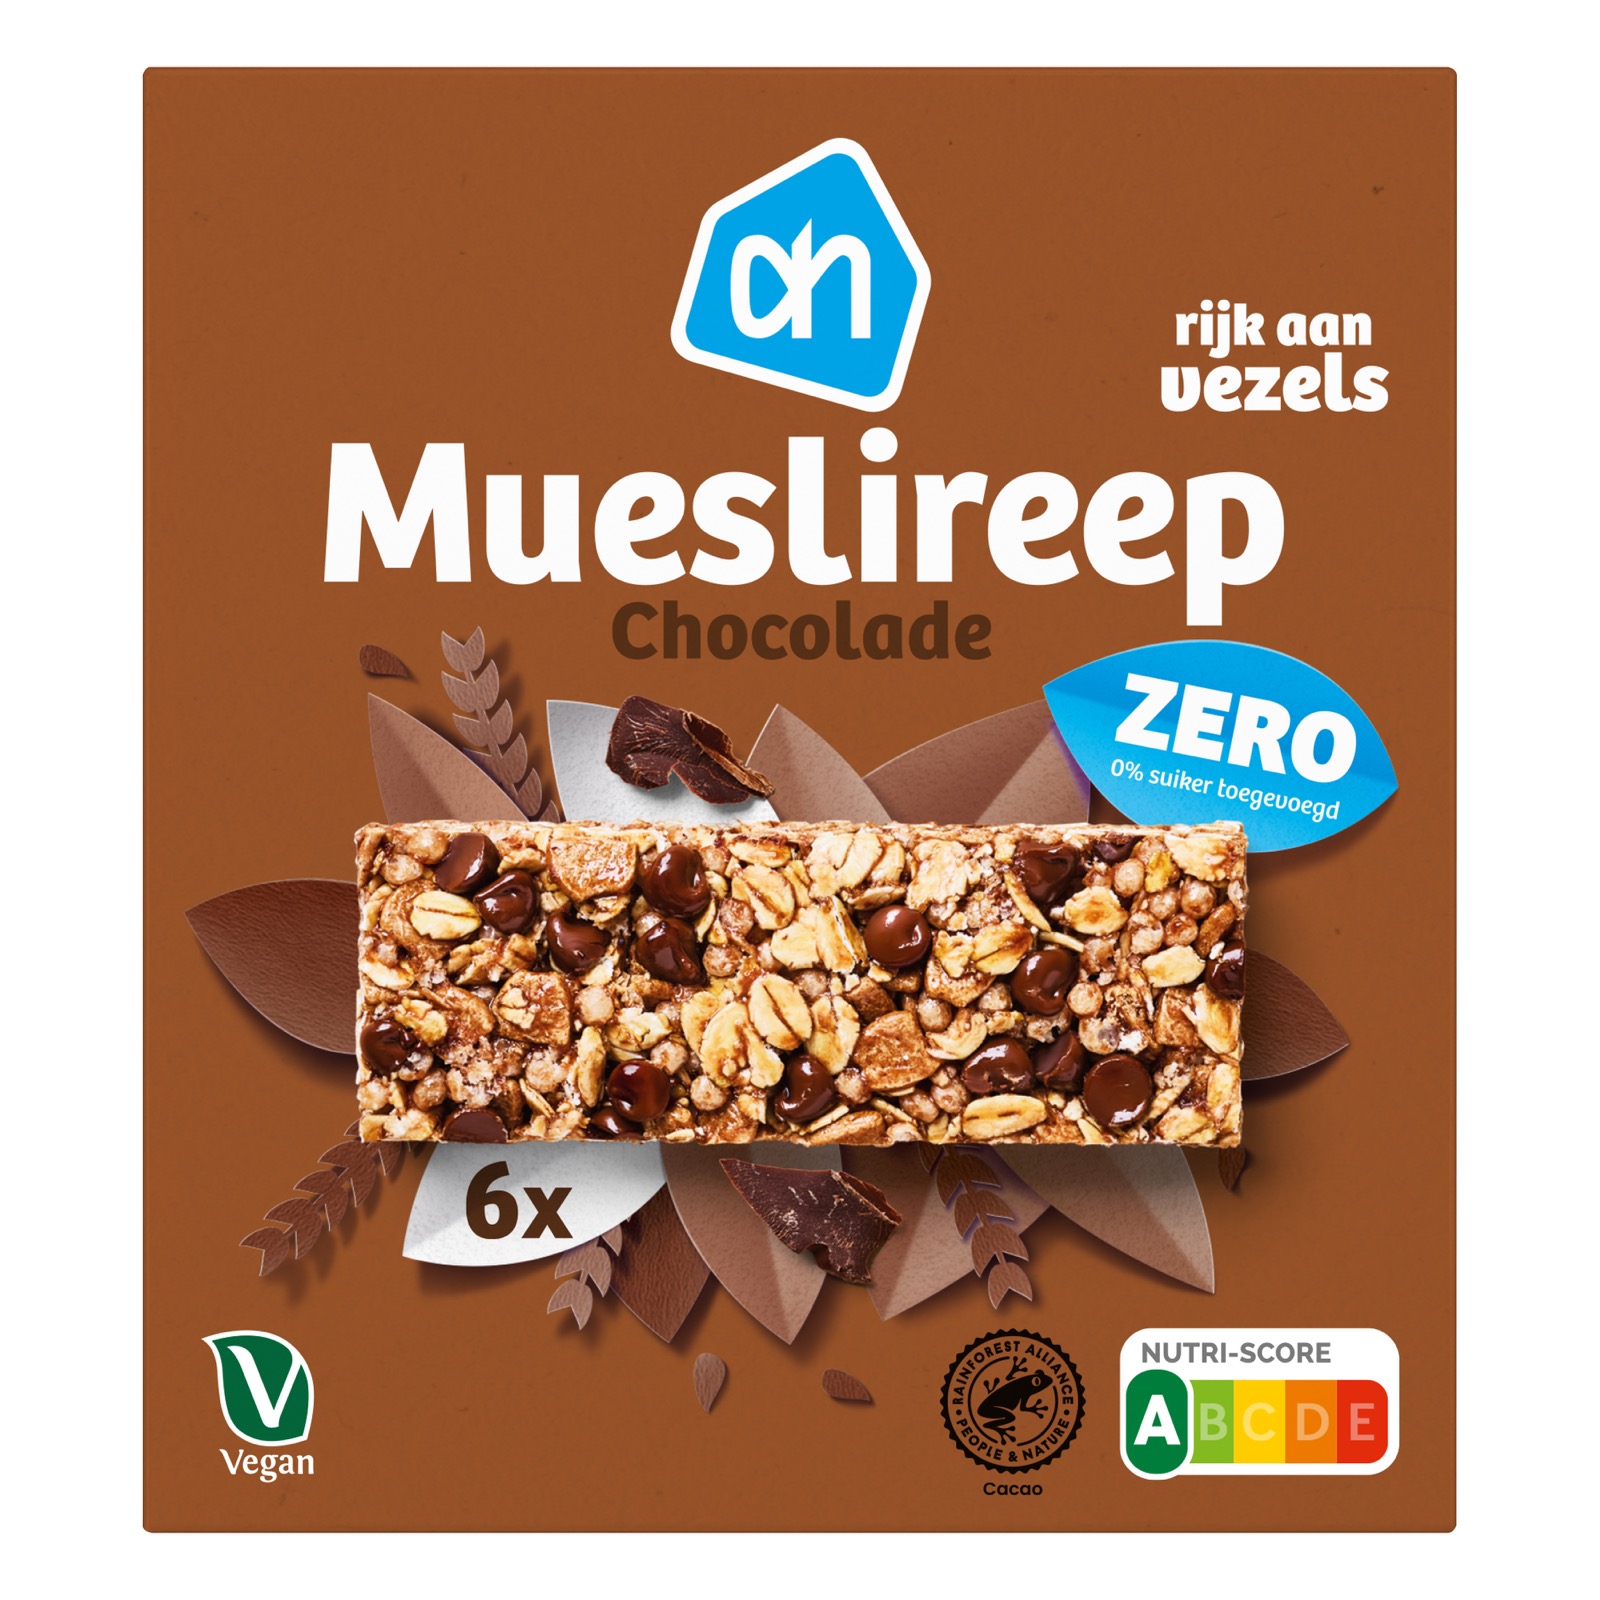 ah
rijk aan
vezels
Mueslireep
Chocolade
ZERO
0% suiker toegevoegd
6x
V
Vegan
RAINFOREST ALLIANCE
PEOPLE & NATURE
Cacao
NUTRI-SCORE
A B C D E